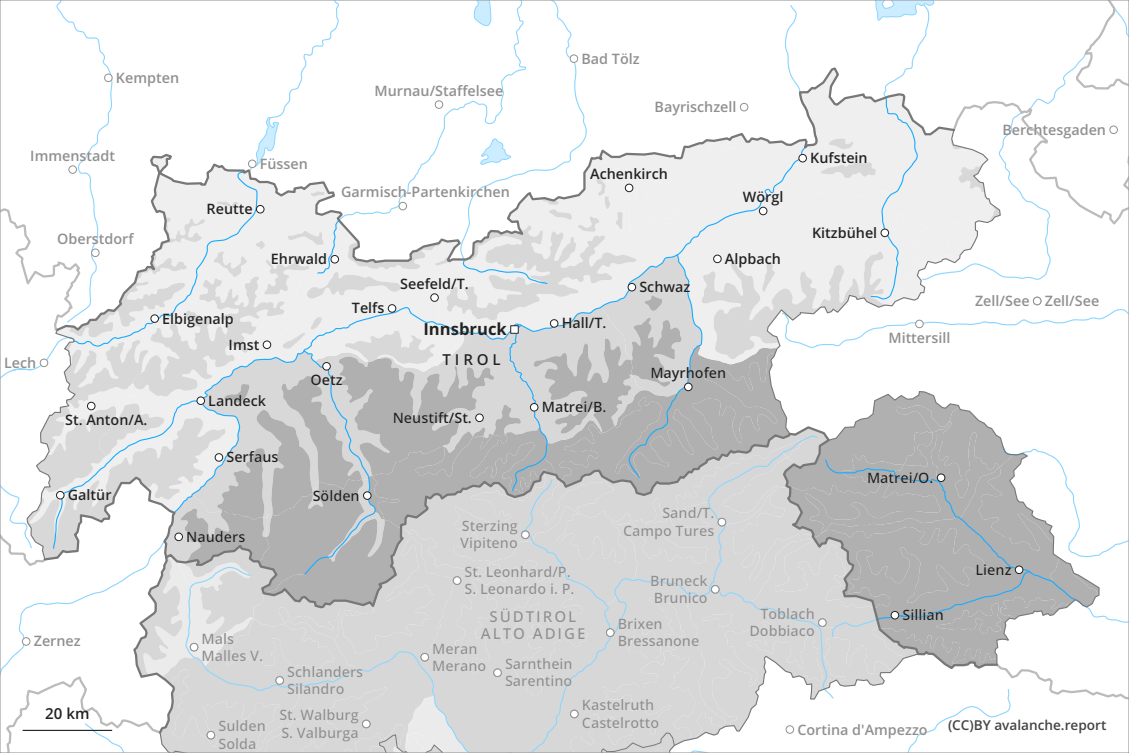 Kempten
Bad Tölz
Murnau/Staffelsee
Bayrischzell
Berchtesgaden
Immenstadt
Füssen
Kufstein
Achenkirch
Garmisch-Partenkirchen
Wörgl
Reutte
Kitzbühel
Oberstdorf
Ehrwald
Alpbach
Seefeld/T.
Schwaz
Zell/See
Zell/See
Telfs
Elbigenalp
Innsbruck
Hall/T.
Mittersill
Imst
TIROL
Lech
Oetz
Mayrhofen
Landeck
St. Anton/A.
Neustift/St.
Matrei/B.
Serfaus
Matrei/O.
Galtür
Sölden
Sand/T.
Campo Tures
Sterzing
Vipiteno
Nauders
St. Leonhard/P.
S. Leonardo i. P.
Bruneck
Brunico
Lienz
SÜDTIROL
ALTO ADIGE
Toblach
Dobbiaco
Sillian
Brixen
Bressanone
Zernez
Mals
Malles V.
Meran
Merano
Sarnthein
Sarentino
Schlanders
Silandro
Kastelruth
Castelrotto
St. Walburg
S. Valburga
Sulden
Solda
20 km
Cortina d'Ampezzo
(CC)BY avalanche.report